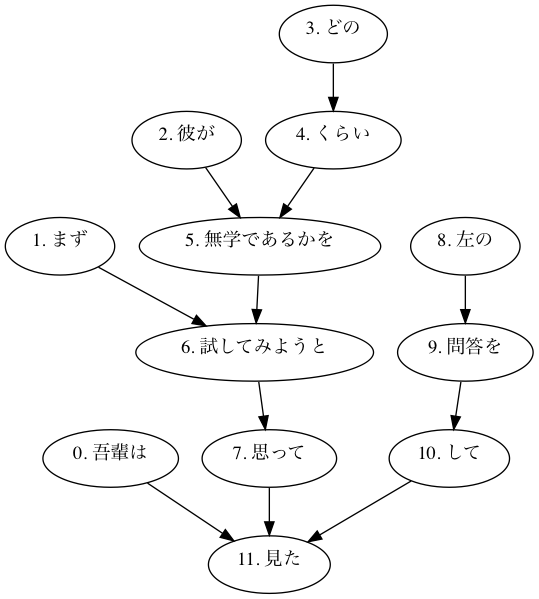 3. どの
2. 彼が
4. くらい
1. まず
5. 無学であるかを
8. 左の
6. 試してみようと
9. 問答を
0. 吾輩は
7. 思って
10. して
11. 見た